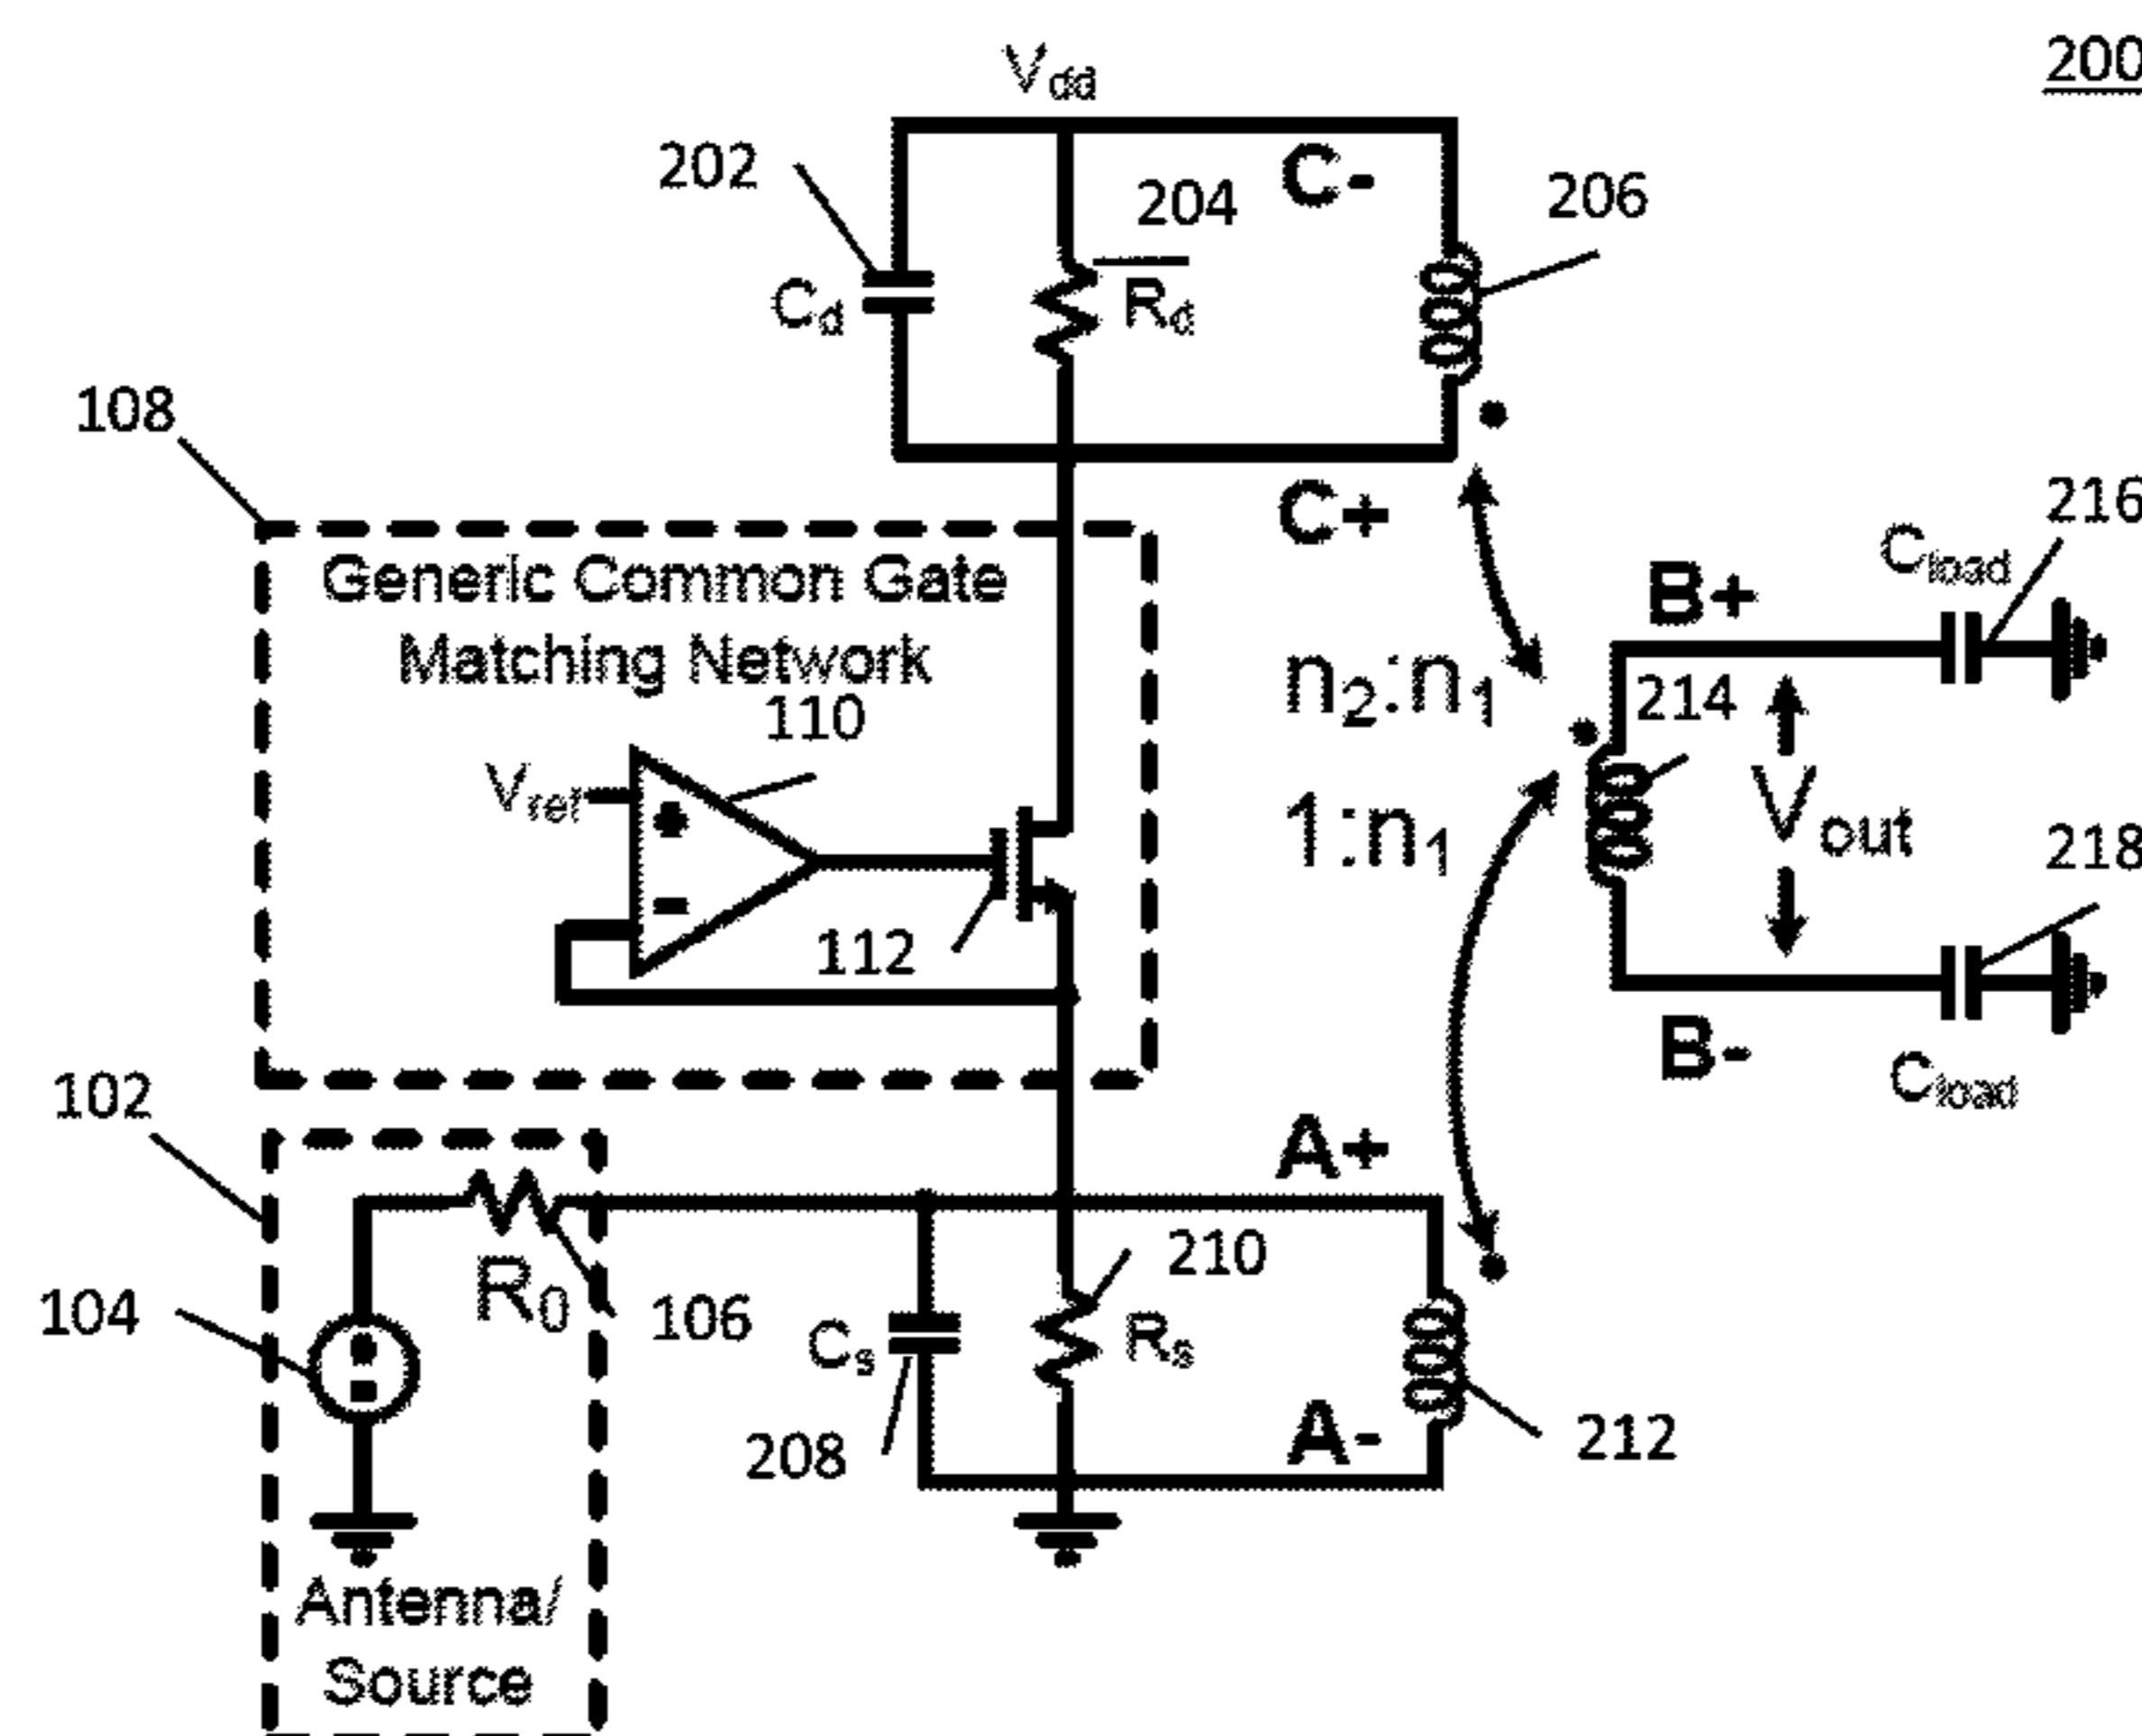 200
Vdd
202
C-
206
204
Cd
Rd
108
C+
216
Cload
Generic Common Gate
Matching Network
B+
n2:n1
214
110
Vref
+
-
1:n1
Vout
218
112
B-
Cload
102
A+
210
R0
106
Cs
Rs
104
A-
208
212
Antenna/
Source